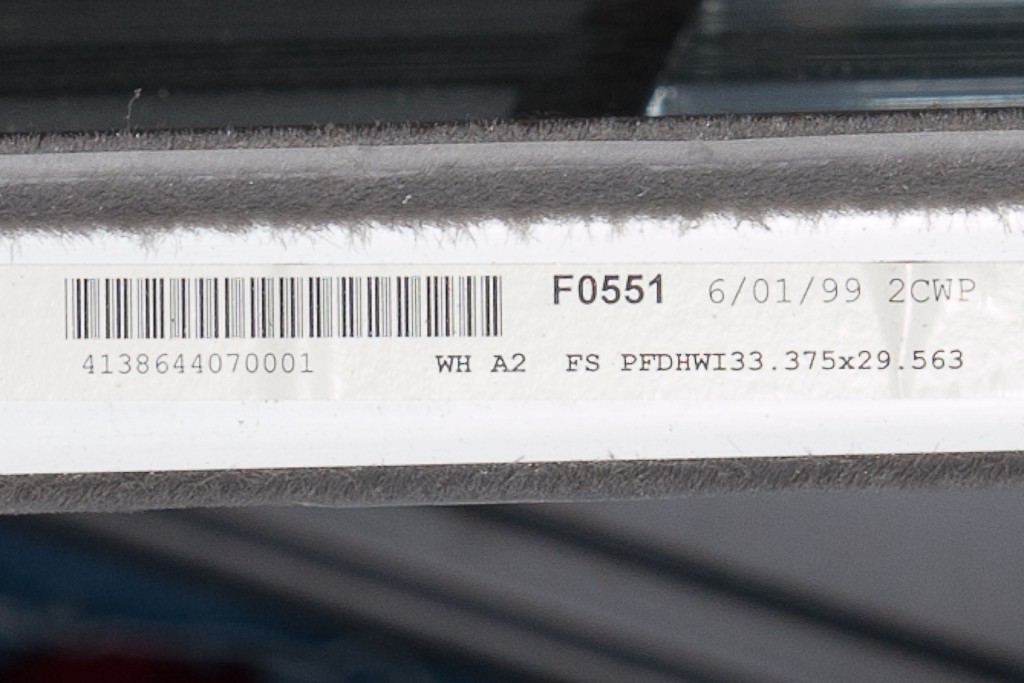 F0551 6/01/99 2CWP
4138644070001 WH A2 FS PFDHWI33.375x29.563